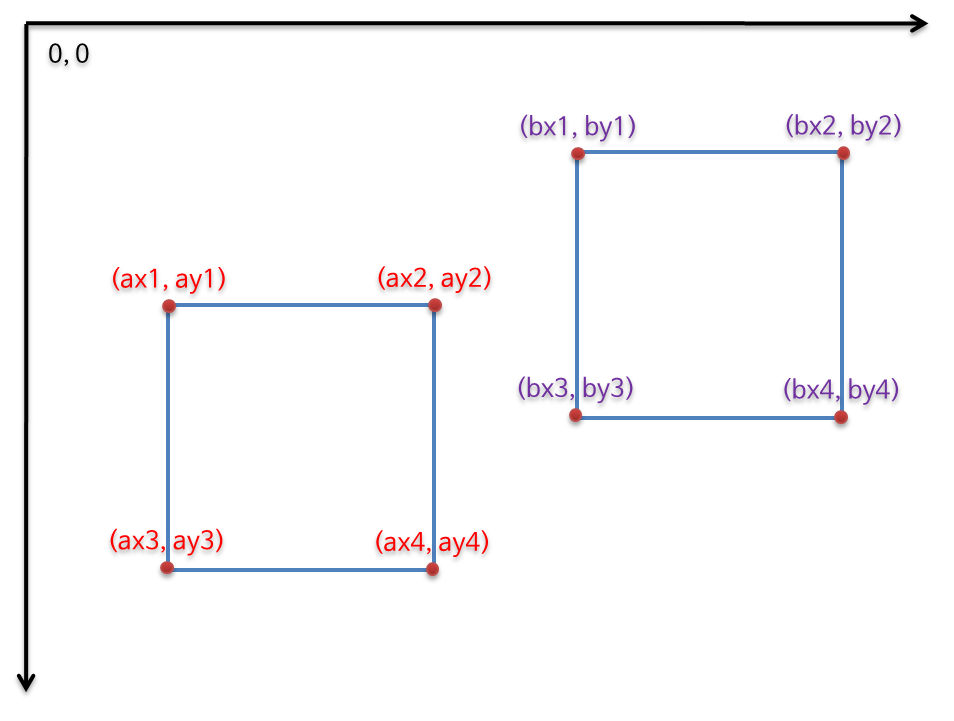 0, 0
(bx1, by1)
(bx2, by2)
(ax1, ay1)
(ax2, ay2)
(bx3, by3)
(bx4, by4)
(ax3, ay3)
(ax4, ay4)